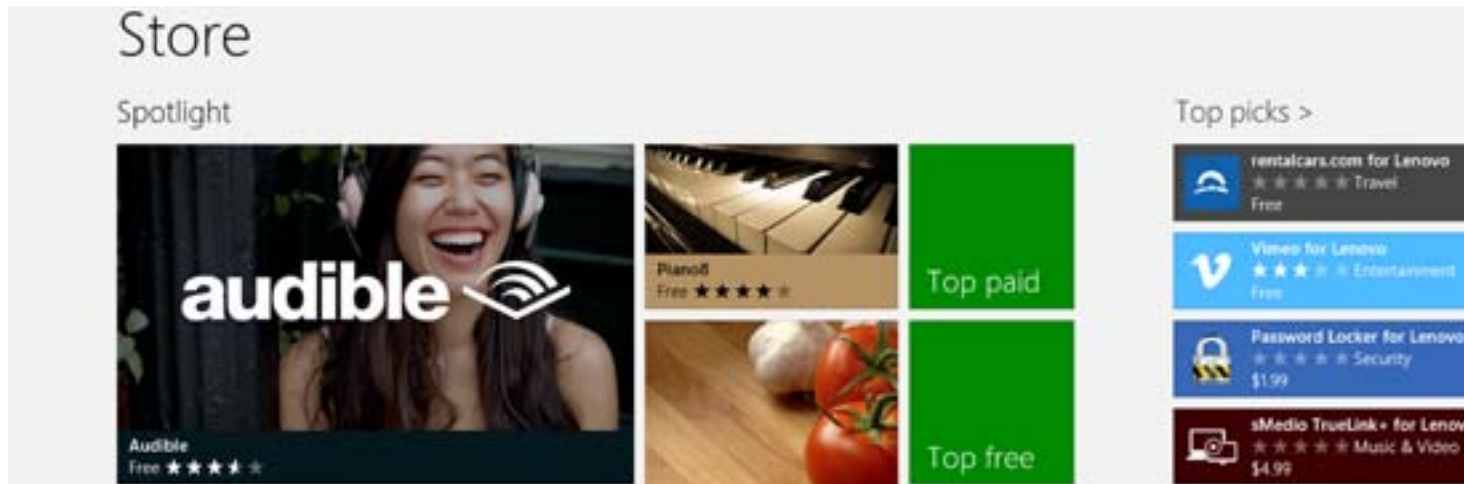 Store
Spotlight
audible
Audible
Free
Piano8
Free
Top paid
Top free
Top picks >
rentalcars.com for Lenovo
Travel
Free
Vimeo for Lenovo
Entertainment
Free
Password Locker for Lenovo
Security
$1.99
sMedio TrueLink+ for Lenov
Music & Video
$4.99